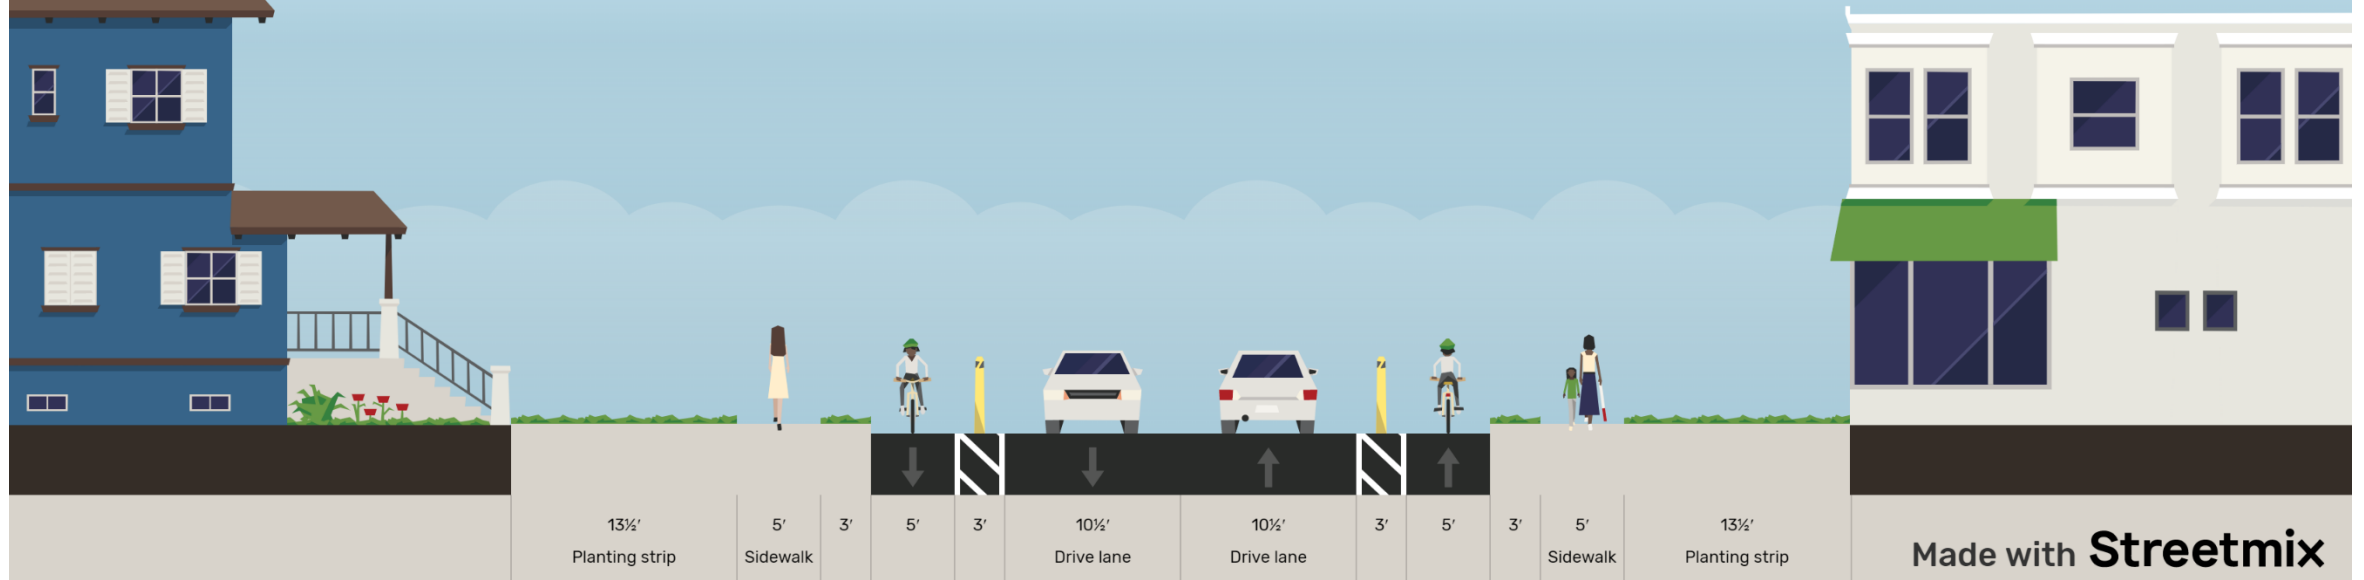 13½′ 5′ 3′ 5′ 3′ 10½′ 10½′ 3′ 5′ 3′ 5′ 13½′
Planting strip Sidewalk Drive lane Drive lane Sidewalk Planting strip
Made with Streetmix